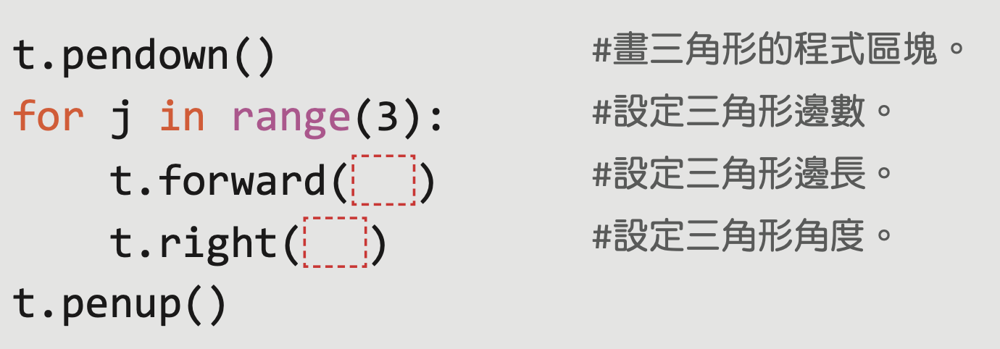 t.pendown() #畫三角形的程式區塊。
for j in range(3): #設定三角形邊數。
    t.forward( ) #設定三角形邊長。
    t.right( ) #設定三角形角度。
t.penup()